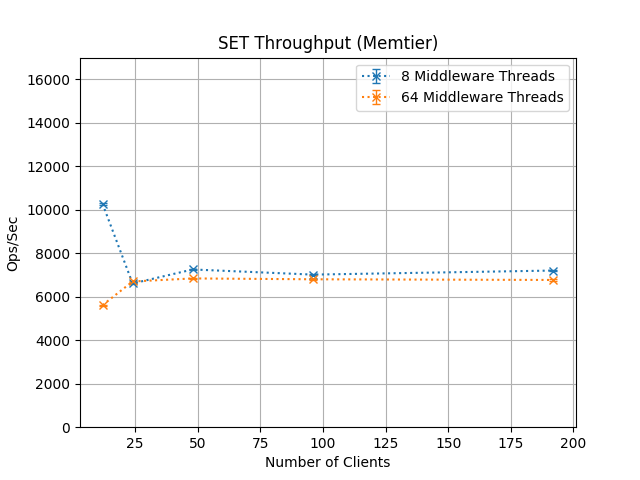 SET Throughput (Memtier)
8 Middleware Threads
64 Middleware Threads
16000
14000
12000
10000
8000
6000
4000
2000
0
Ops/Sec
25 50 75 100 125 150 175 200
Number of Clients